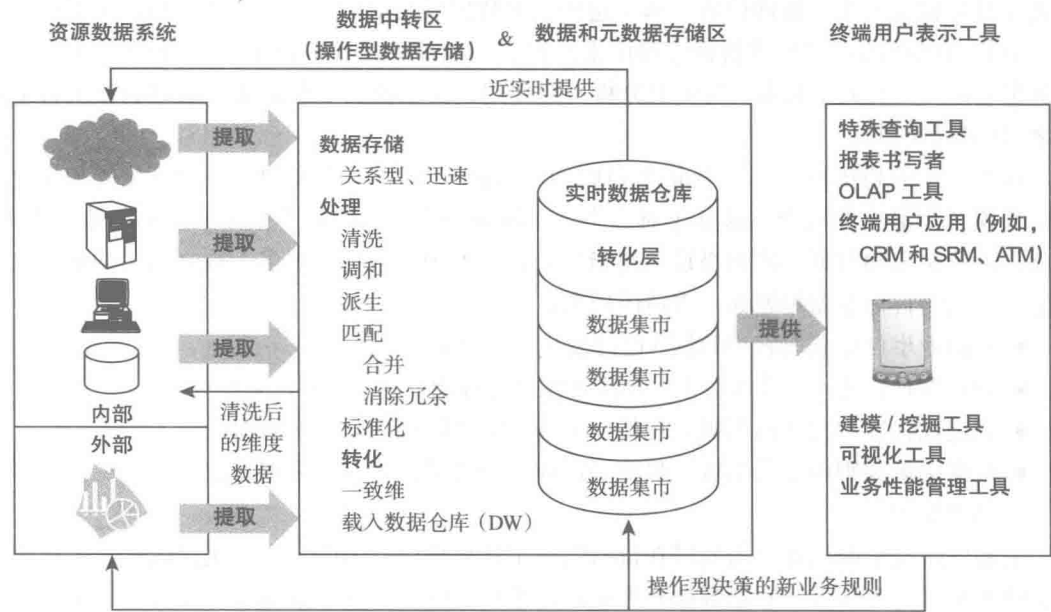 资源数据系统
数据中转区
(操作型数据存储)
&
数据和元数据存储区
终端用户表示工具
近实时提供
提取
提取
提取
内部
外部
清洗后
的维度
数据
提取
数据存储
关系型、迅速
处理
清洗
调和
派生
匹配
合并
消除冗余
标准化
转化
一致维
载入数据仓库(DW)
实时数据仓库
转化层
数据集市
数据集市
数据集市
数据集市
提供
特殊查询工具
报表书写者
OLAP 工具
终端用户应用(例如,
CRM 和 SRM、ATM)
建模 / 挖掘工具
可视化工具
业务性能管理工具
操作型决策的新业务规则